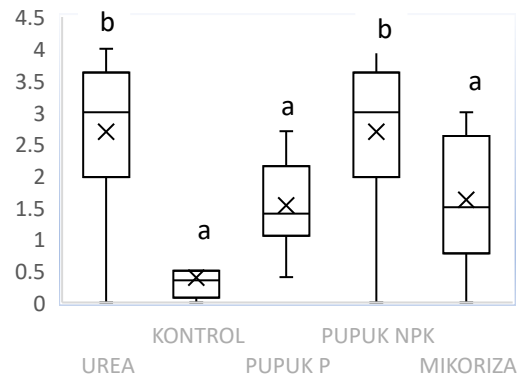 4.5
4
3.5
3
2.5
2
1.5
1
0.5
0
b
a
a
b
a
KONTROL PUPUK NPK
UREA PUPUK P MIKORIZA